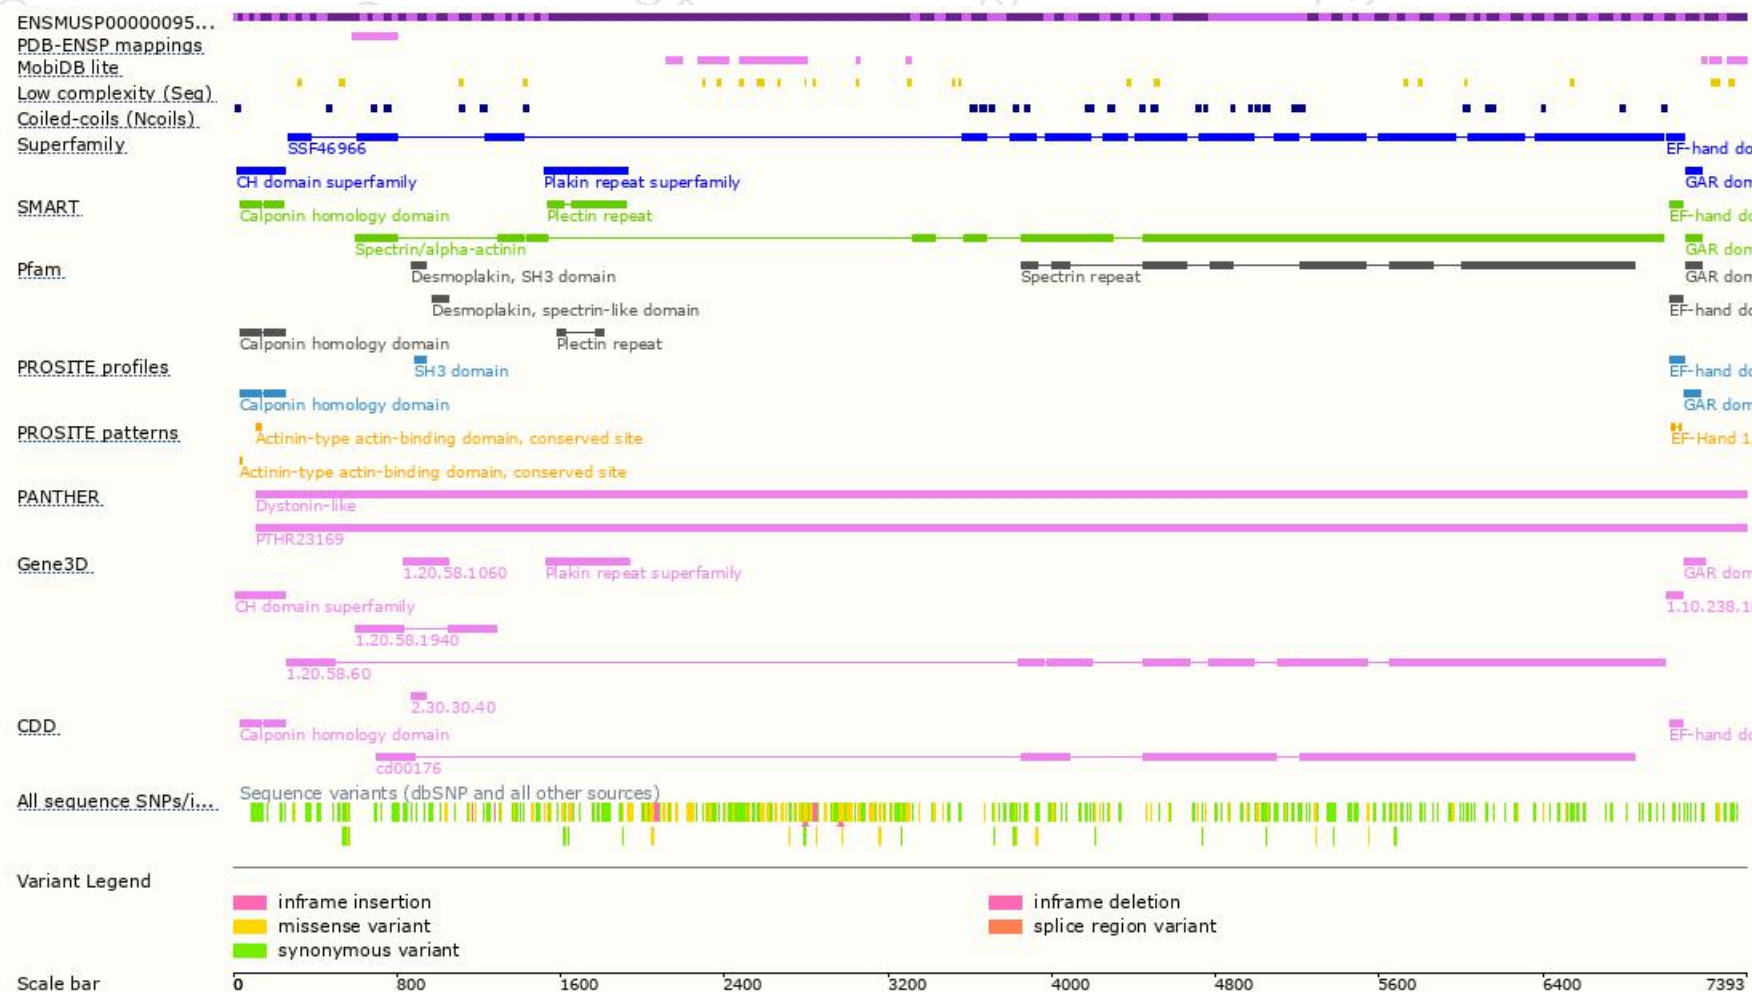 ENSMUSP00000095...
PDB-ENSP mappings
MobiDB lite
Low complexity (Seg)
Coiled-coils (Ncoils)
Superfamily
SSF46966
EF-hand do
CH domain superfamily
Plakin repeat superfamily
GAR dom
SMART
Calponin homology domain
Plectin repeat
EF-hand do
Spectrin/alpha-actinin
GAR dom
Pfam
Desmoplakin, SH3 domain
Spectrin repeat
GAR dom
Desmoplakin, spectrin-like domain
EF-hand do
Calponin homology domain
Plectin repeat
PROSITE profiles
SH3 domain
EF-hand do
Calponin homology domain
GAR dom
PROSITE patterns
Actinin-type actin-binding domain, conserved site
EF-Hand 1,
Actinin-type actin-binding domain, conserved site
PANTHER
Dystonin-like
PTHR23169
Gene3D
1.20.58.1060
Plakin repeat superfamily
GAR dom
CH domain superfamily
1.10.238.1
1.20.58.1940
1.20.58.60
2.30.30.40
CDD
Calponin homology domain
EF-hand do
cd00176
All sequence SNPs/i...
Sequence variants (dbSNP and all other sources)
Variant Legend
inframe insertion
inframe deletion
missense variant
splice region variant
synonymous variant
Scale bar
0 800 1600 2400 3200 4000 4800 5600 6400 7393